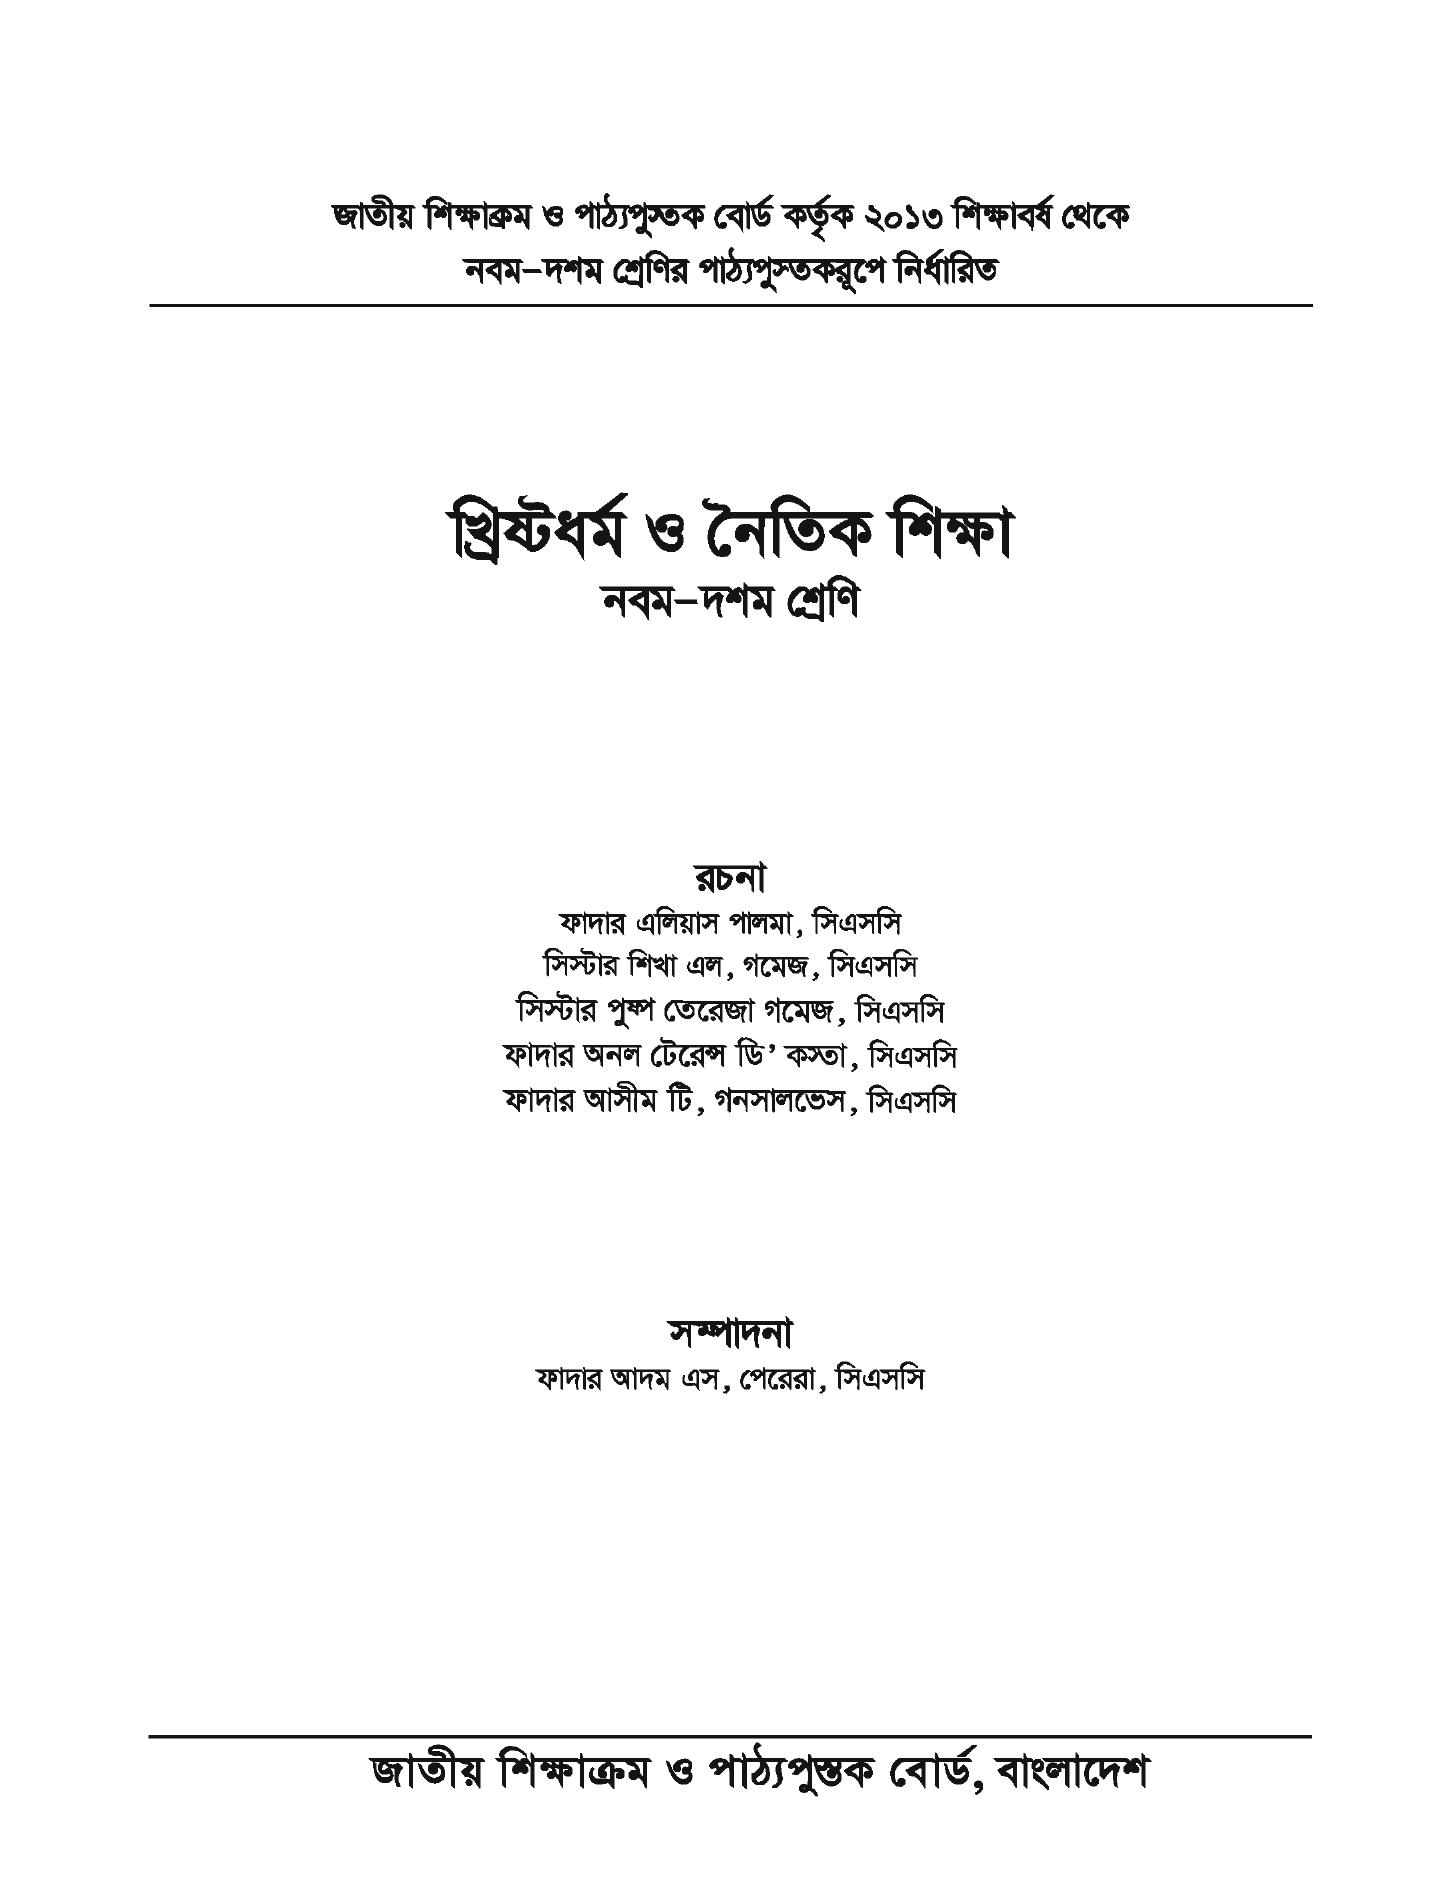 জাতীয় শিক্ষাক্রম ও পাঠ্যপুস্তক বোর্ড কর্তৃক ২০১৩ শিক্ষাবর্ষ থেকে
নবম–দশম শ্রেণির পাঠ্যপুস্তকরূপে নির্ধারিত
খ্রিষ্টধর্ম ও নৈতিক শিক্ষা
নবম–দশম শ্রেণি
রচনা
ফাদার এলিয়াস পালমা, সিএসসি
সিস্টার শিখা এল, গমেজ, সিএসসি
সিস্টার পুষ্প তেরেজা গমেজ, সিএসসি
ফাদার অনল টেরেন্স ডি’ কস্তা, সিএসসি
ফাদার আসীম টি, গনসালভেস, সিএসসি
সম্পাদনা
ফাদার আদম এস, পেরেরা, সিএসসি
জাতীয় শিক্ষাক্রম ও পাঠ্যপুস্তক বোর্ড, বাংলাদেশ